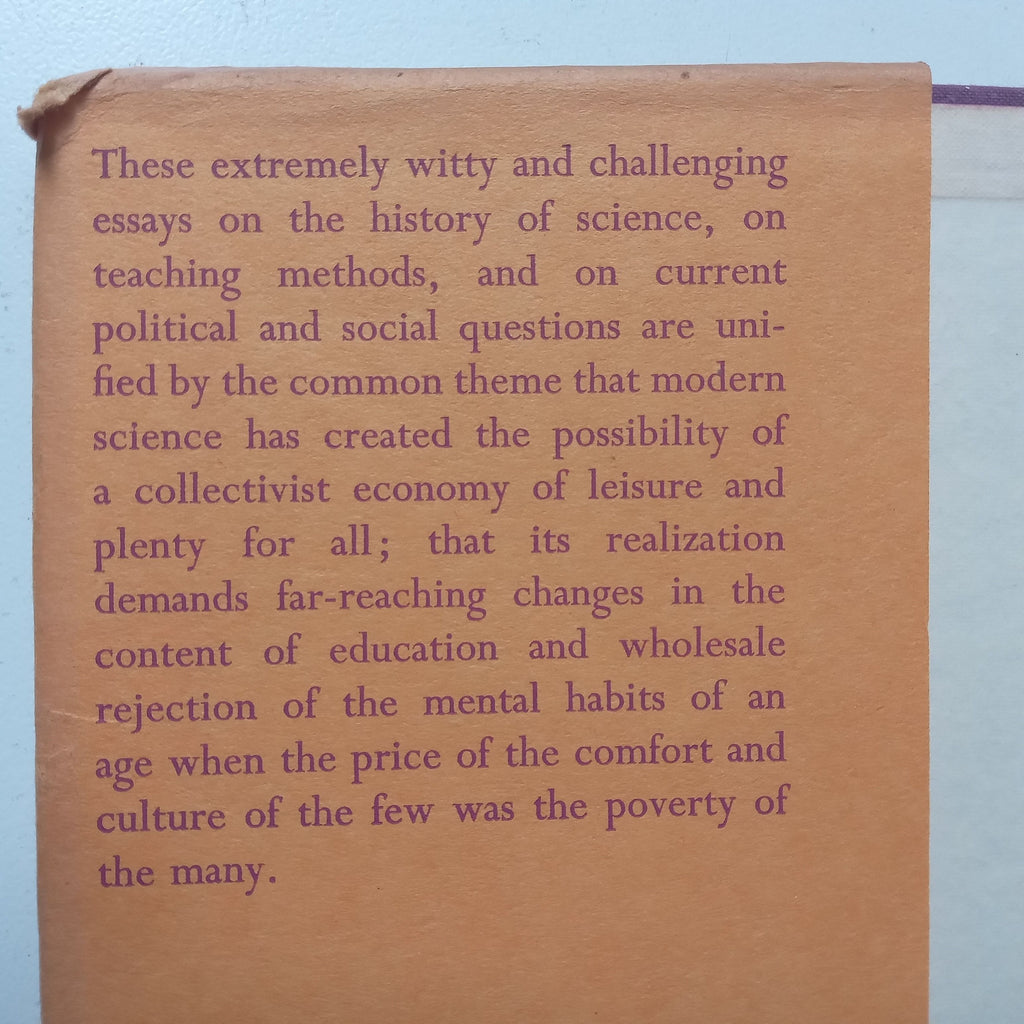 These extremely witty and challenging
essays on the history of science, on
teaching methods, and on current
political and social questions are uni-
fied by the common theme that modern
science has created the possibility of
a collectivist economy of leisure and
plenty for all; that its realization
demands far-reaching changes in the
content of education and wholesale
rejection of the mental habits of an
age when the price of the comfort and
culture of the few was the poverty of
the many.